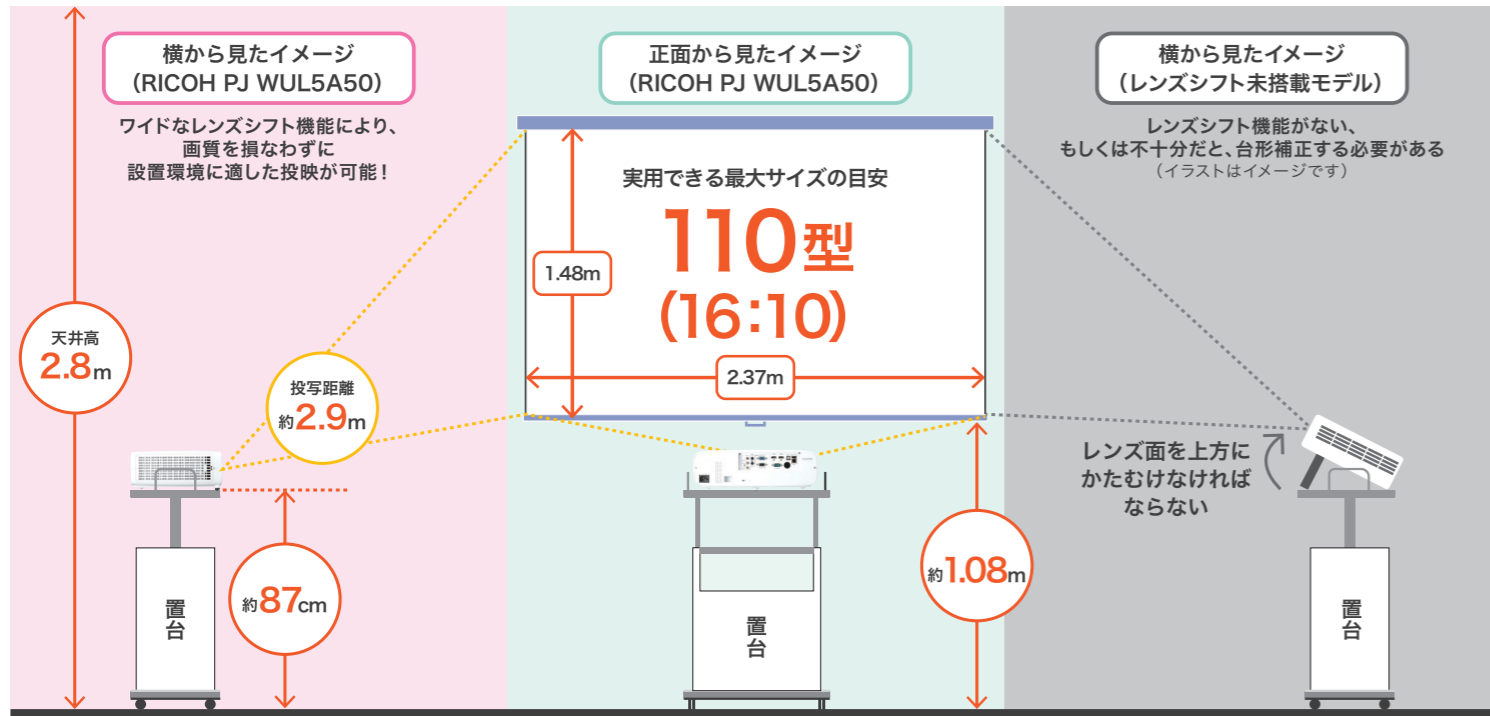 横から見たイメージ
（RICOH PJ WUL5A50）
ワイドなレンズシフト機能により、
画質を損なわずに
設置環境に適した投映が可能！
天井高
2.8m
投写距離
約2.9m
約87cm
置台
正面から見たイメージ
（RICOH PJ WUL5A50）
実用できる最大サイズの目安
110型
（16：10）
1.48m
2.37m
約1.08m
置台
横から見たイメージ
（レンズシフト未搭載モデル）
レンズシフト機能がない、
もしくは不十分だと、台形補正する必要がある
（イラストはイメージです）
レンズ面を上方に
かたむけなければ
ならない
置台